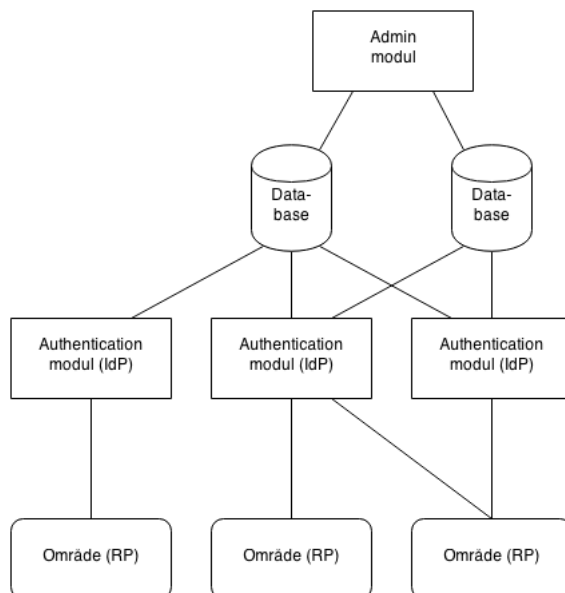 Admin
modul
Data-
base
Data-
base
Authentication
modul (IdP)
Authentication
modul (IdP)
Authentication
modul (IdP)
Område (RP)
Område (RP)
Område (RP)